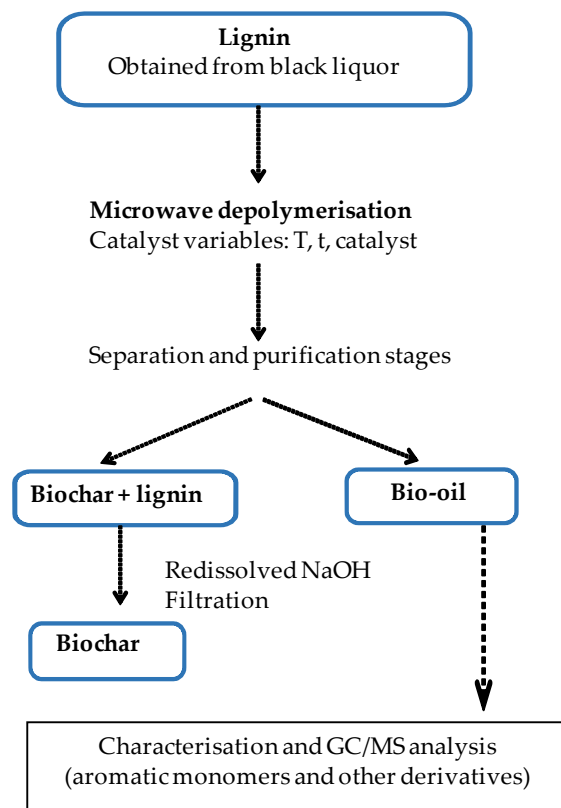 Lignin
Obtained from black liquor
Microwave depolymerisation
Catalyst variables: T, t, catalyst
Separation and purification stages
Biochar + lignin
Bio-oil
Redissolved NaOH
Filtration
Biochar
Characterisation and GC/MS analysis
(aromatic monomers and other derivatives)